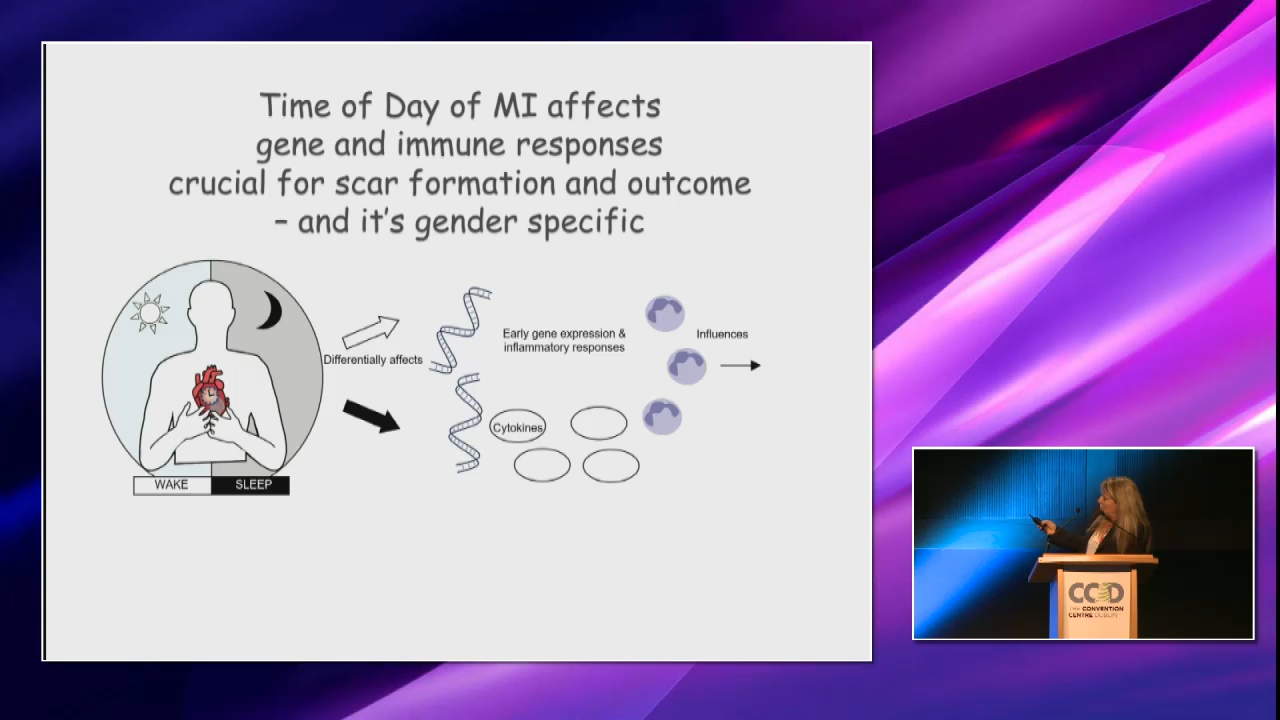 Time of Day of MI affects
gene and immune responses
crucial for scar formation and outcome
– and it's gender specific
Differentially affects
Early gene expression &
inflammatory responses
Influences
Cytokines
WAKE
SLEEP
CCD
THE CONVENTION
CENTRE DUBLIN